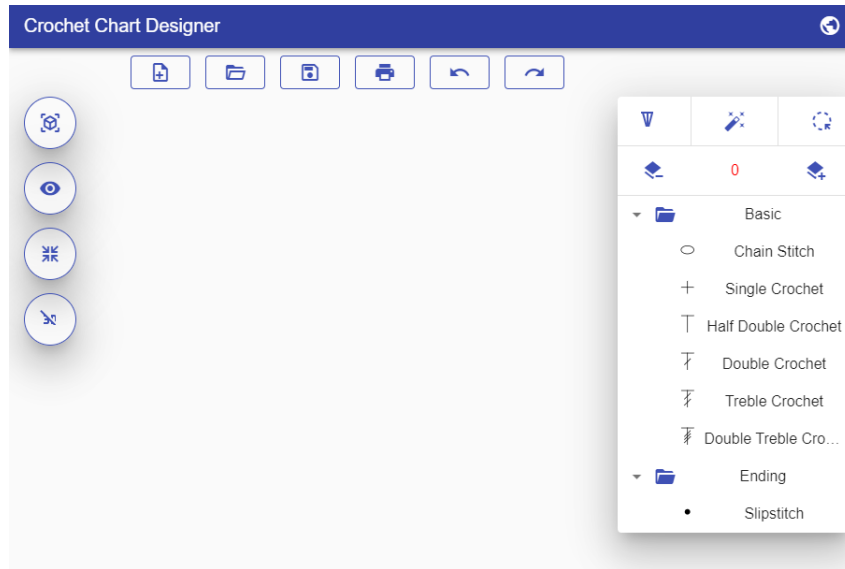 Crochet Chart Designer
0
Basic
Chain Stitch
Single Crochet
Half Double Crochet
Double Crochet
Treble Crochet
Double Treble Cro...
Ending
Slipstitch